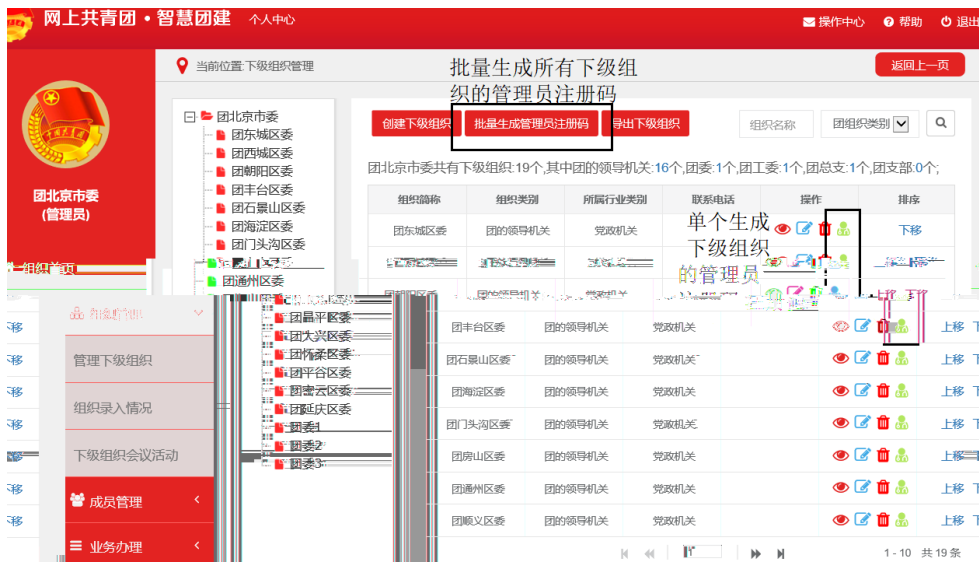 网上共青团·智慧团建 个人中心 操作中心 帮助 退出
当前位置:下级组织管理 返回上一页
批量生成所有下级组
织的管理员注册码
团北京市委
(管理员)
组织首页
管理下级组织
组织录入情况
下级组织会议活动
成员管理
业务办理
团北京市委
团东城区委
团西城区委
团朝阳区委
团丰台区委
团石景山区委
团海淀区委
团门头沟区委
团通州区委
团昌平区委
团大兴区委
团怀柔区委
团平谷区委
团密云区委
团延庆区委
团委1
团委2
团委3
创建下级组织 批量生成管理员注册码 导出下级组织 组织名称 团组织类别
团北京市委共有下级组织:19个,其中团的领导机关:16个,团委:1个,团工委:1个,团总支:1个,团支部:0个;
组织简称 组织类别 所属行业类别 联系电话 操作 排序
团东城区委 团的领导机关 党政机关 下移
单个生成
下级组织
的管理员
团丰台区委 团的领导机关 党政机关 上移 下
团石景山区委 团的领导机关 党政机关 上移 下
团海淀区委 团的领导机关 党政机关 上移 下
团门头沟区委 团的领导机关 党政机关 上移 下
团房山区委 团的领导机关 党政机关 上移
团通州区委 团的领导机关 党政机关 上移 下
团顺义区委 团的领导机关 党政机关 上移 下
1 - 10 共 19 条